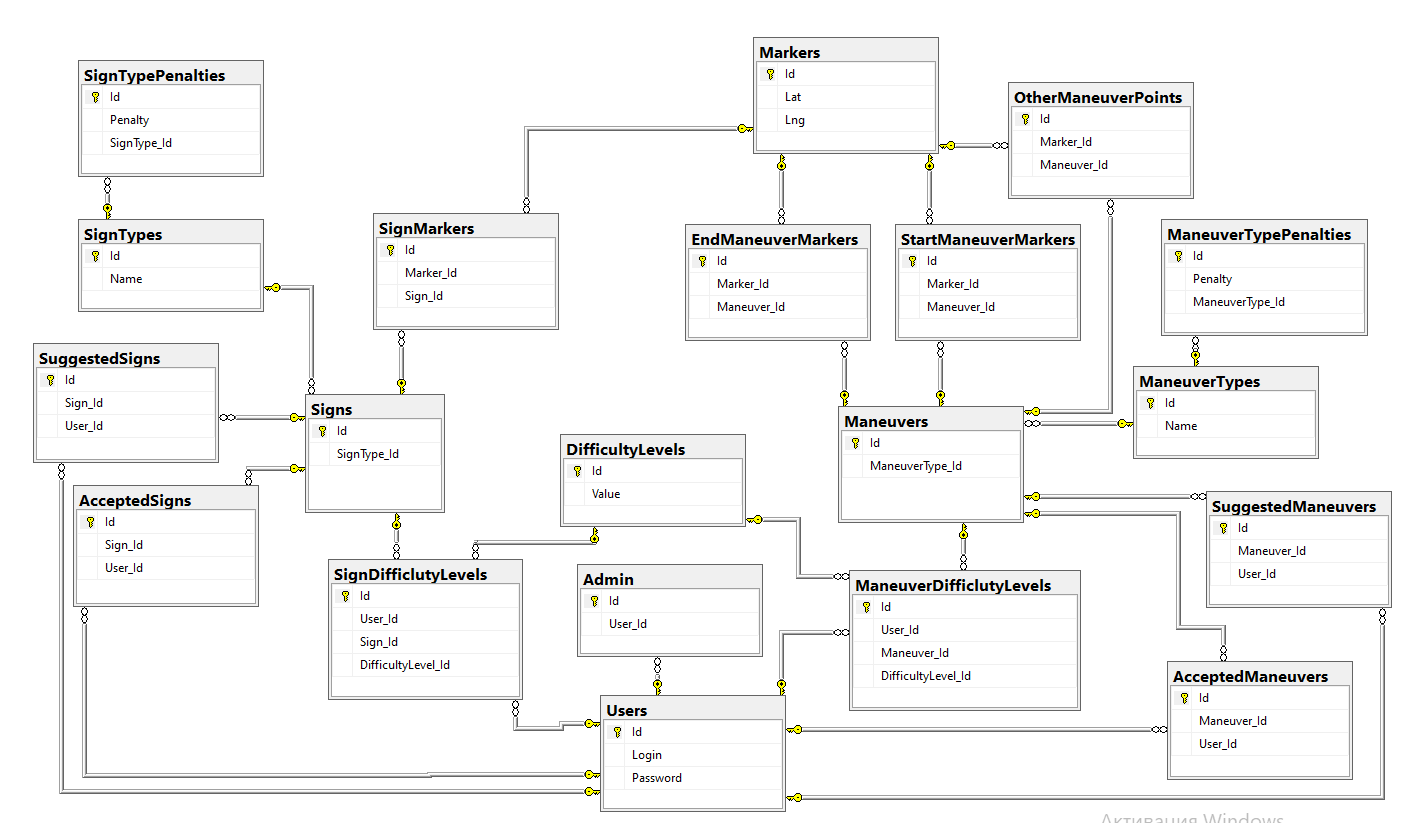 SignTypePenalties
Id
Penalty
SignType_Id
SignTypes
Id
Name
SuggestedSigns
Id
Sign_Id
User_Id
AcceptedSigns
Id
Sign_Id
User_Id
SignMarkers
Id
Marker_Id
Sign_Id
Signs
Id
SignType_Id
SignDifficlutyLevels
Id
User_Id
Sign_Id
DifficultyLevel_Id
DifficultyLevels
Id
Value
Admin
Id
User_Id
Users
Id
Login
Password
Markers
Id
Lat
Lng
EndManeuverMarkers
Id
Marker_Id
Maneuver_Id
StartManeuverMarkers
Id
Marker_Id
Maneuver_Id
OtherManeuverPoints
Id
Marker_Id
Maneuver_Id
ManeuverTypePenalties
Id
Penalty
ManeuverType_Id
ManeuverTypes
Id
Name
Maneuvers
Id
ManeuverType_Id
ManeuverDifficlutyLevels
Id
User_Id
Maneuver_Id
DifficultyLevel_Id
SuggestedManeuvers
Id
Maneuver_Id
User_Id
AcceptedManeuvers
Id
Maneuver_Id
User_Id
Активация Windows